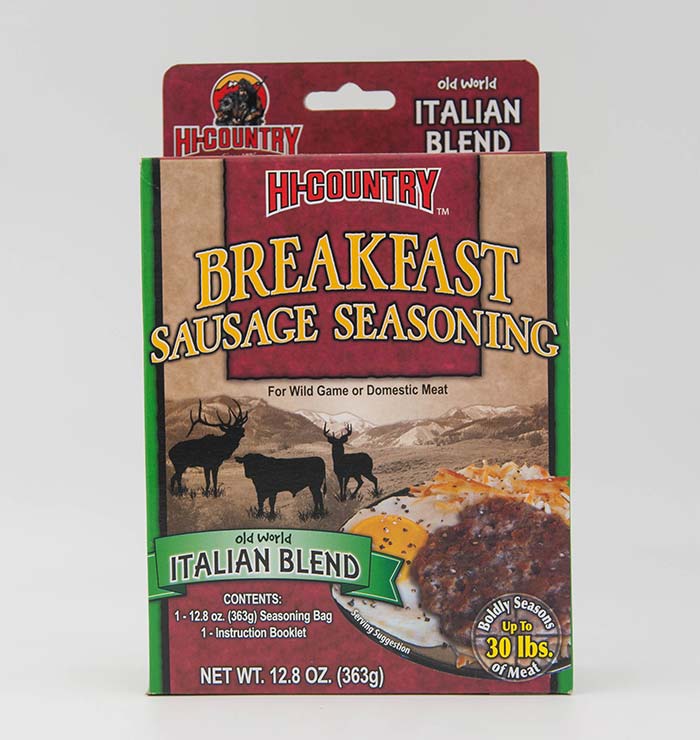 old World
ITALIAN
BLEND
HI-COUNTRY
HI-COUNTRY™
BREAKFAST
SAUSAGE SEASONING
For Wild Game or Domestic Meat
old World
ITALIAN BLEND
CONTENTS:
1 - 12.8 oz. (363g) Seasoning Bag
1 - Instruction Booklet
Serving Suggestion
Boldly Seasons
Up To
30 lbs.
of Meat
NET WT. 12.8 OZ. (363g)